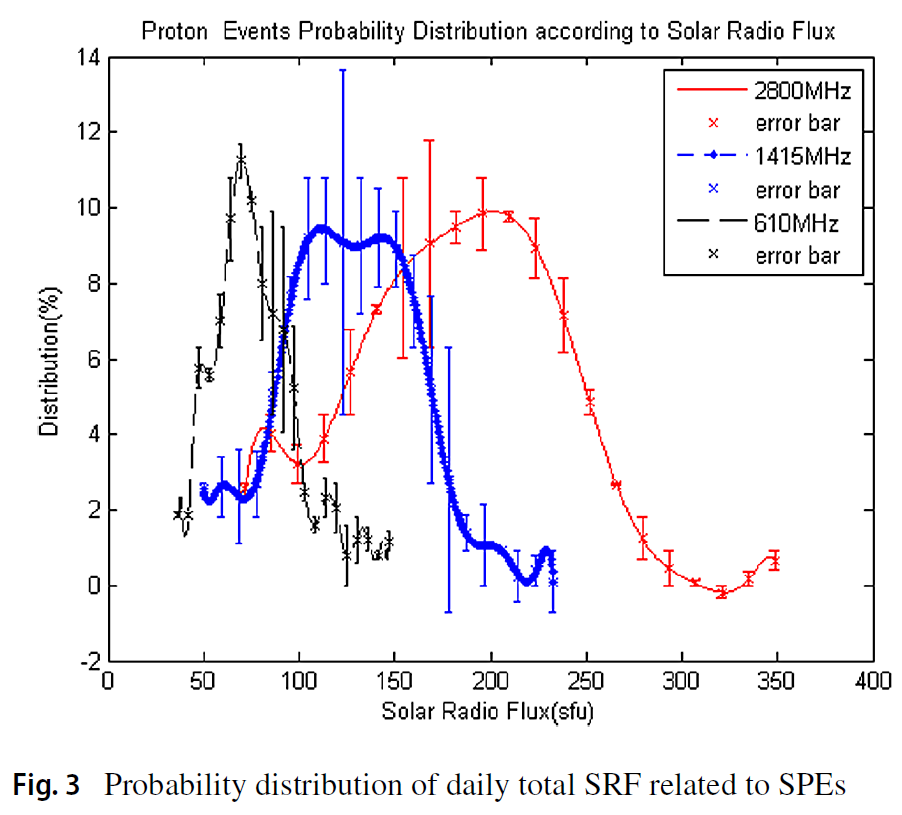 Proton Events Probability Distribution according to Solar Radio Flux
14
12
10
8
6
4
2
0
-2
Distribution(%)
2800MHz
error bar
1415MHz
error bar
610MHz
error bar
0 50 100 150 200 250 300 350 400
Solar Radio Flux(sfu)
Fig. 3 Probability distribution of daily total SRF related to SPEs